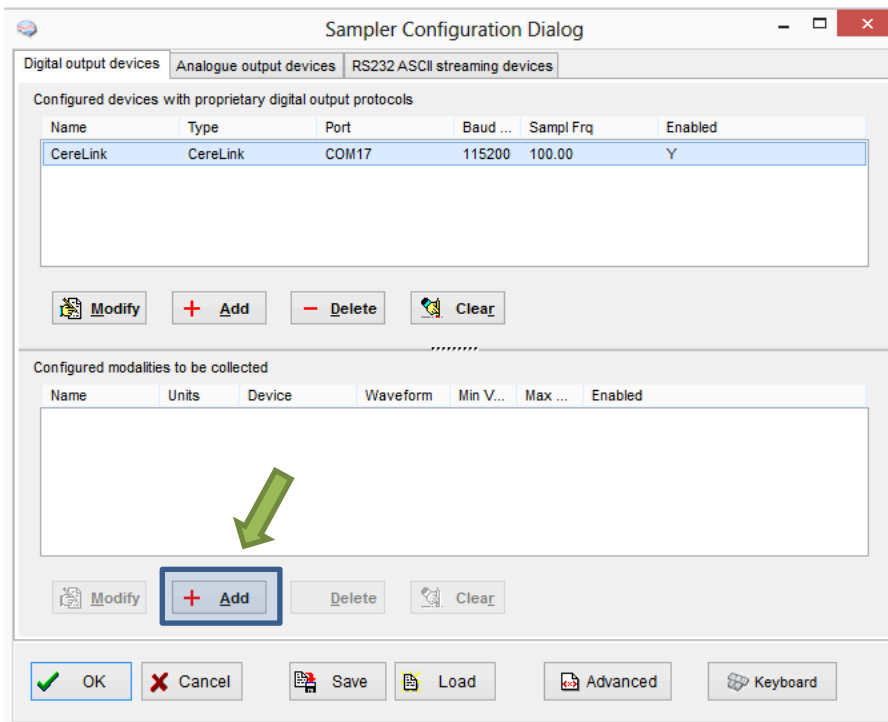 Sampler Configuration Dialog
Digital output devices Analogue output devices RS232 ASCII streaming devices
Configured devices with proprietary digital output protocols
Name Type Port Baud ... Sampl Frq Enabled
CereLink CereLink COM17 115200 100.00 Y
Modify Add Delete Clear
Configured modalities to be collected
Name Units Device Waveform Min V... Max ... Enabled
Modify Add Delete Clear
OK Cancel Save Load Advanced Keyboard